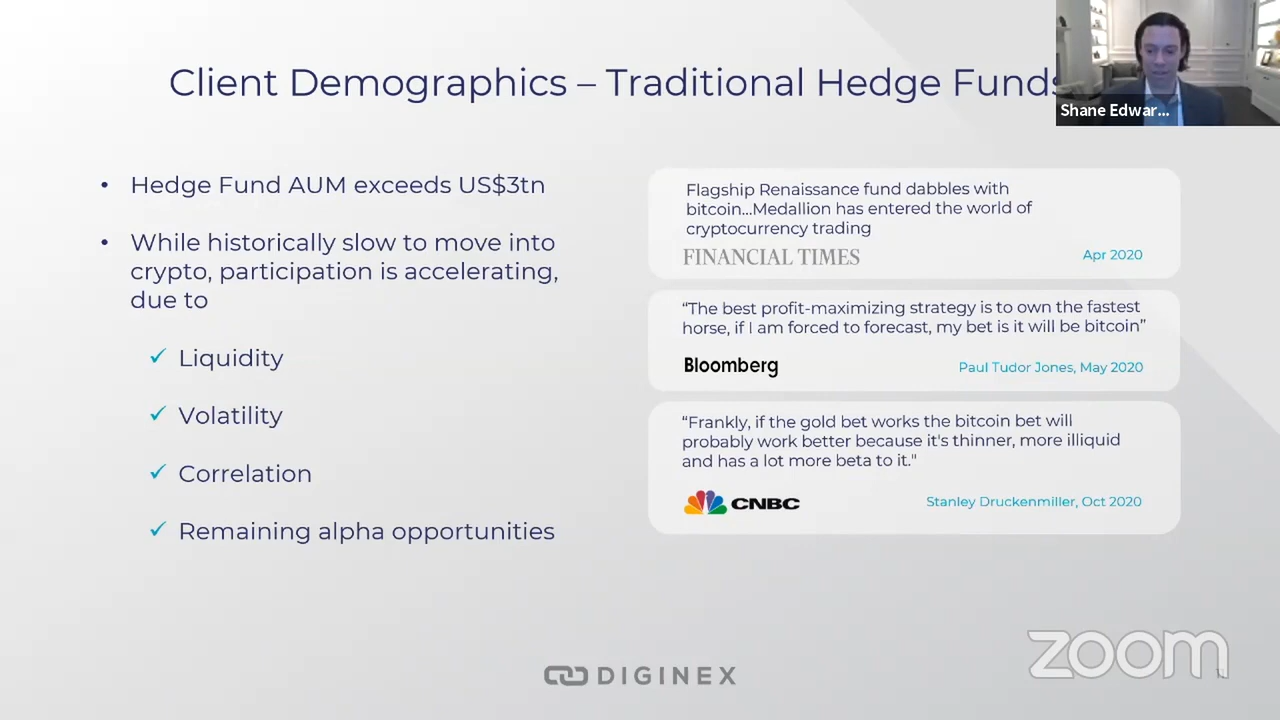 Client Demographics – Traditional Hedge Funds
Shane Edwar...
• Hedge Fund AUM exceeds US$3tn
• While historically slow to move into
crypto, participation is accelerating,
due to
✓ Liquidity
✓ Volatility
✓ Correlation
✓ Remaining alpha opportunities
Flagship Renaissance fund dabbles with
bitcoin...Medallion has entered the world of
cryptocurrency trading
FINANCIAL TIMES
Apr 2020
“The best profit-maximizing strategy is to own the fastest
horse, if I am forced to forecast, my bet is it will be bitcoin”
Bloomberg
Paul Tudor Jones, May 2020
“Frankly, if the gold bet works the bitcoin bet will
probably work better because it's thinner, more illiquid
and has a lot more beta to it."
CNBC
Stanley Druckenmiller, Oct 2020
DIGINEX
zoom